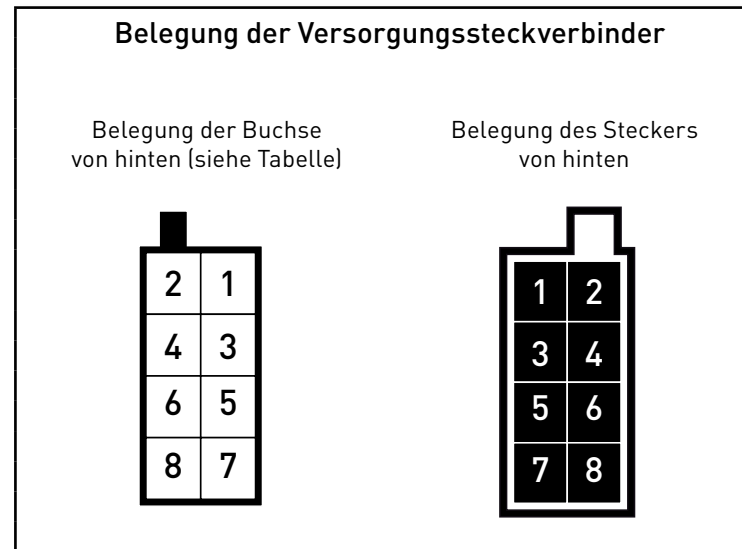 Belegung der Versorgungssteckverbinder
Belegung der Buchse
von hinten (siehe Tabelle)
2 1
4 3
6 5
8 7
Belegung des Steckers
von hinten
1 2
3 4
5 6
7 8